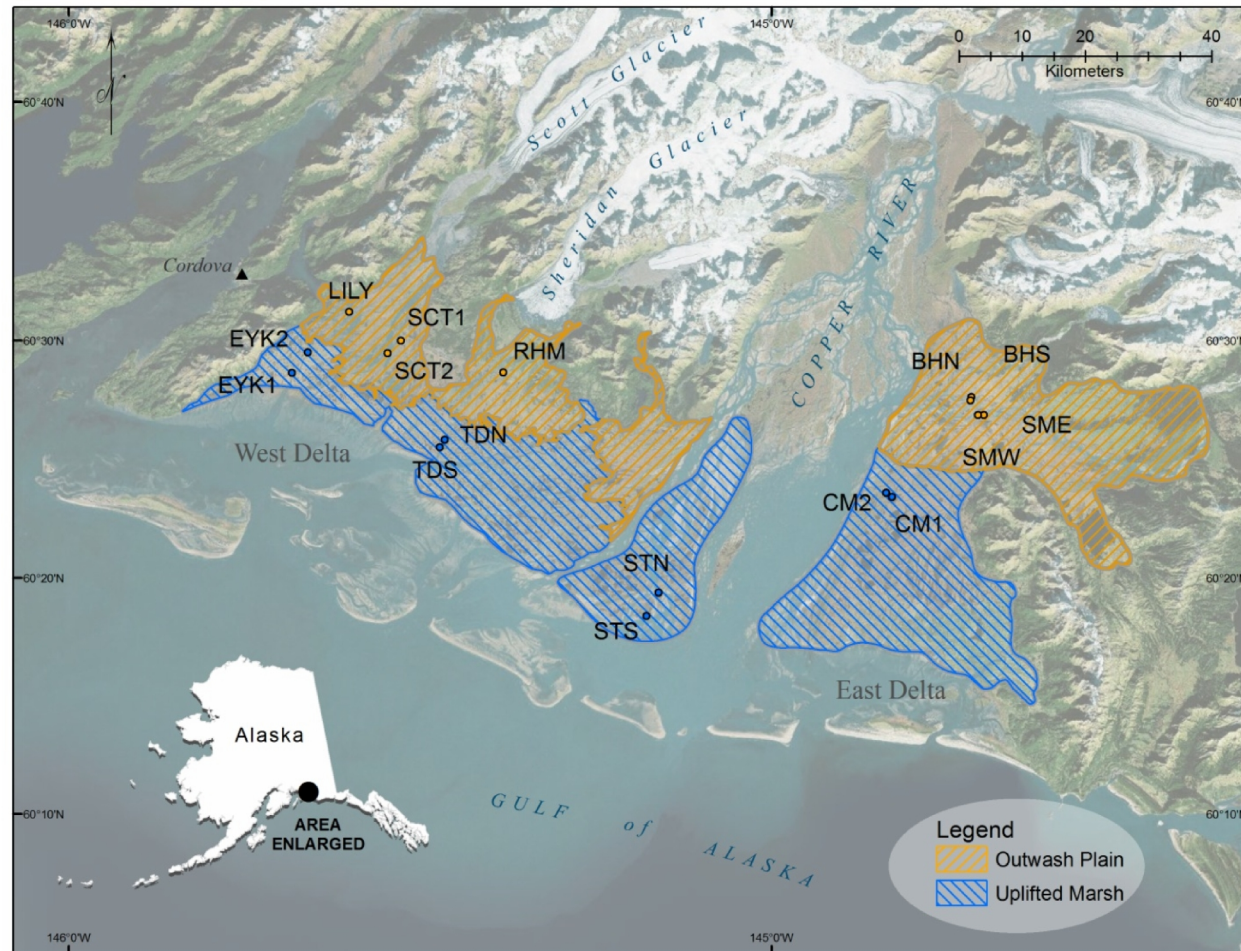 146°0'W
145°0'W
0 10 20 40
Kilometers
N
60°40'N
60°40'N
Scott Glacier
Sheridan Glacier
COPPER RIVER
Cordova
LILY
SCT1
EYK2
60°30'N
60°30'N
RHM
BHN
BHS
SCT2
EYK1
SME
TDN
West Delta
SMW
TDS
CM2
CM1
STN
60°20'N
60°20'N
STS
East Delta
Alaska
GULF of ALASKA
60°10'N
60°10'N
AREA
ENLARGED
Legend
Outwash Plain
Uplifted Marsh
146°0'W
145°0'W